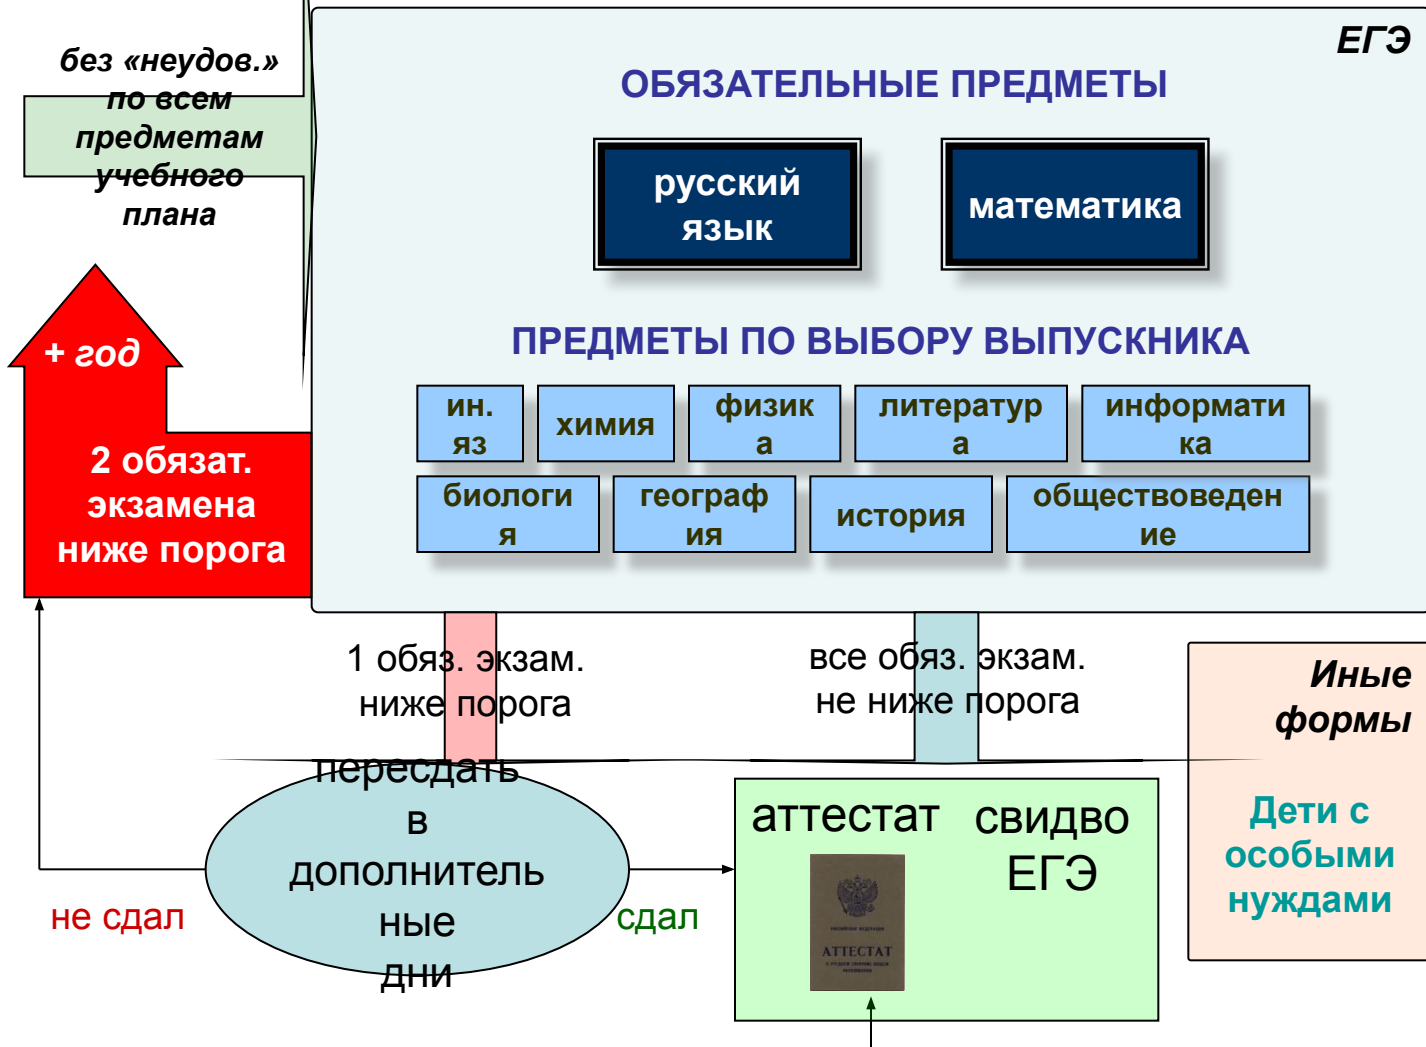 ЕГЭ
без «неудов.»
по всем
предметам
учебного
плана
ОБЯЗАТЕЛЬНЫЕ ПРЕДМЕТЫ
русский
язык
математика
ПРЕДМЕТЫ ПО ВЫБОРУ ВЫПУСКНИКА
ин.
яз
химия
физик
а
литератур
а
информати
ка
биологи
я
географ
ия
история
обществоведен
ие
+ год
2 обязат.
экзамена
ниже порога
1 обяз. экзам.
ниже порога
все обяз. экзам.
не ниже порога
Иные
формы
Дети с
особыми
нуждами
пересдать
в
дополнитель
ные
дни
не сдал
сдал
аттестат
свидво
ЕГЭ
РОССИЙСКАЯ ФЕДЕРАЦИЯ
АТТЕСТАТ